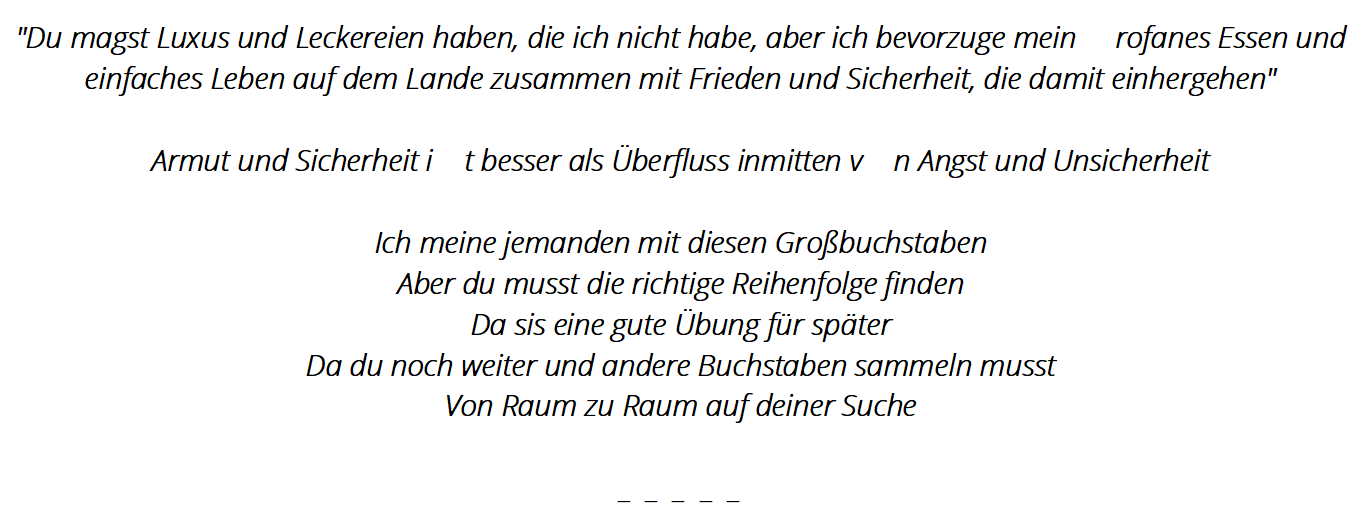 "Du magst Luxus und Leckereien haben, die ich nicht habe, aber ich bevorzuge mein     rofanes Essen und
einfaches Leben auf dem Lande zusammen mit Frieden und Sicherheit, die damit einhergehen"
Armut und Sicherheit i    t besser als Überfluss inmitten v    n Angst und Unsicherheit
Ich meine jemanden mit diesen Großbuchstaben
Aber du musst die richtige Reihenfolge finden
Da sis eine gute Übung für später
Da du noch weiter und andere Buchstaben sammeln musst
Von Raum zu Raum auf deiner Suche
_ _ _ _ _